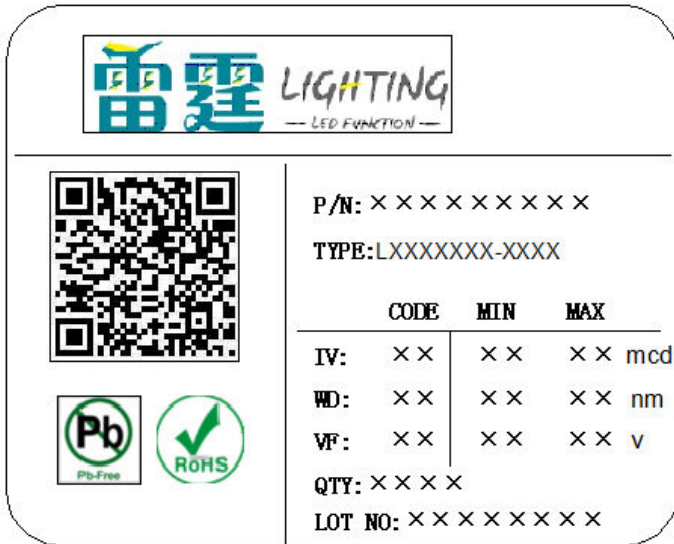 雷霆 LIGHTING
— LED FUNCTION —
P/N: ×××××××××
TYPE:LXXXXXXX-XXXX
CODE MIN MAX
IV: ×× ×× ×× mcd
WD: ×× ×× ×× nm
VF: ×× ×× ×× v
QTY: ××××
LOT NO: ××××××××
Pb
Pb-Free
RoHS